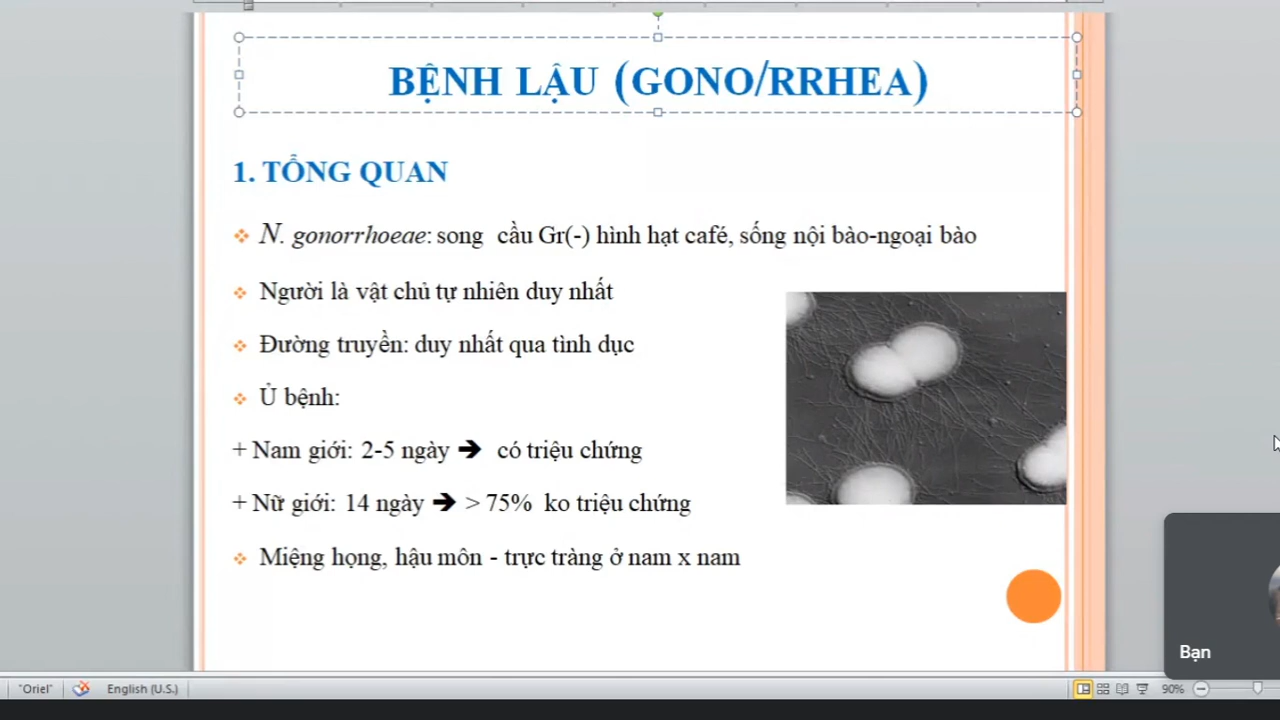 BỆNH LẬU (GONO/RRHEA)
1. TỔNG QUAN
N. gonorrhoeae: song cầu Gr(-) hình hạt café, sống nội bào-ngoại bào
Người là vật chủ tự nhiên duy nhất
Đường truyền: duy nhất qua tình dục
Ủ bệnh:
+ Nam giới: 2-5 ngày ➔ có triệu chứng
+ Nữ giới: 14 ngày ➔ > 75% ko triệu chứng
Miệng họng, hậu môn - trực tràng ở nam x nam
Bạn
"Oriel" English (U.S.) 90%